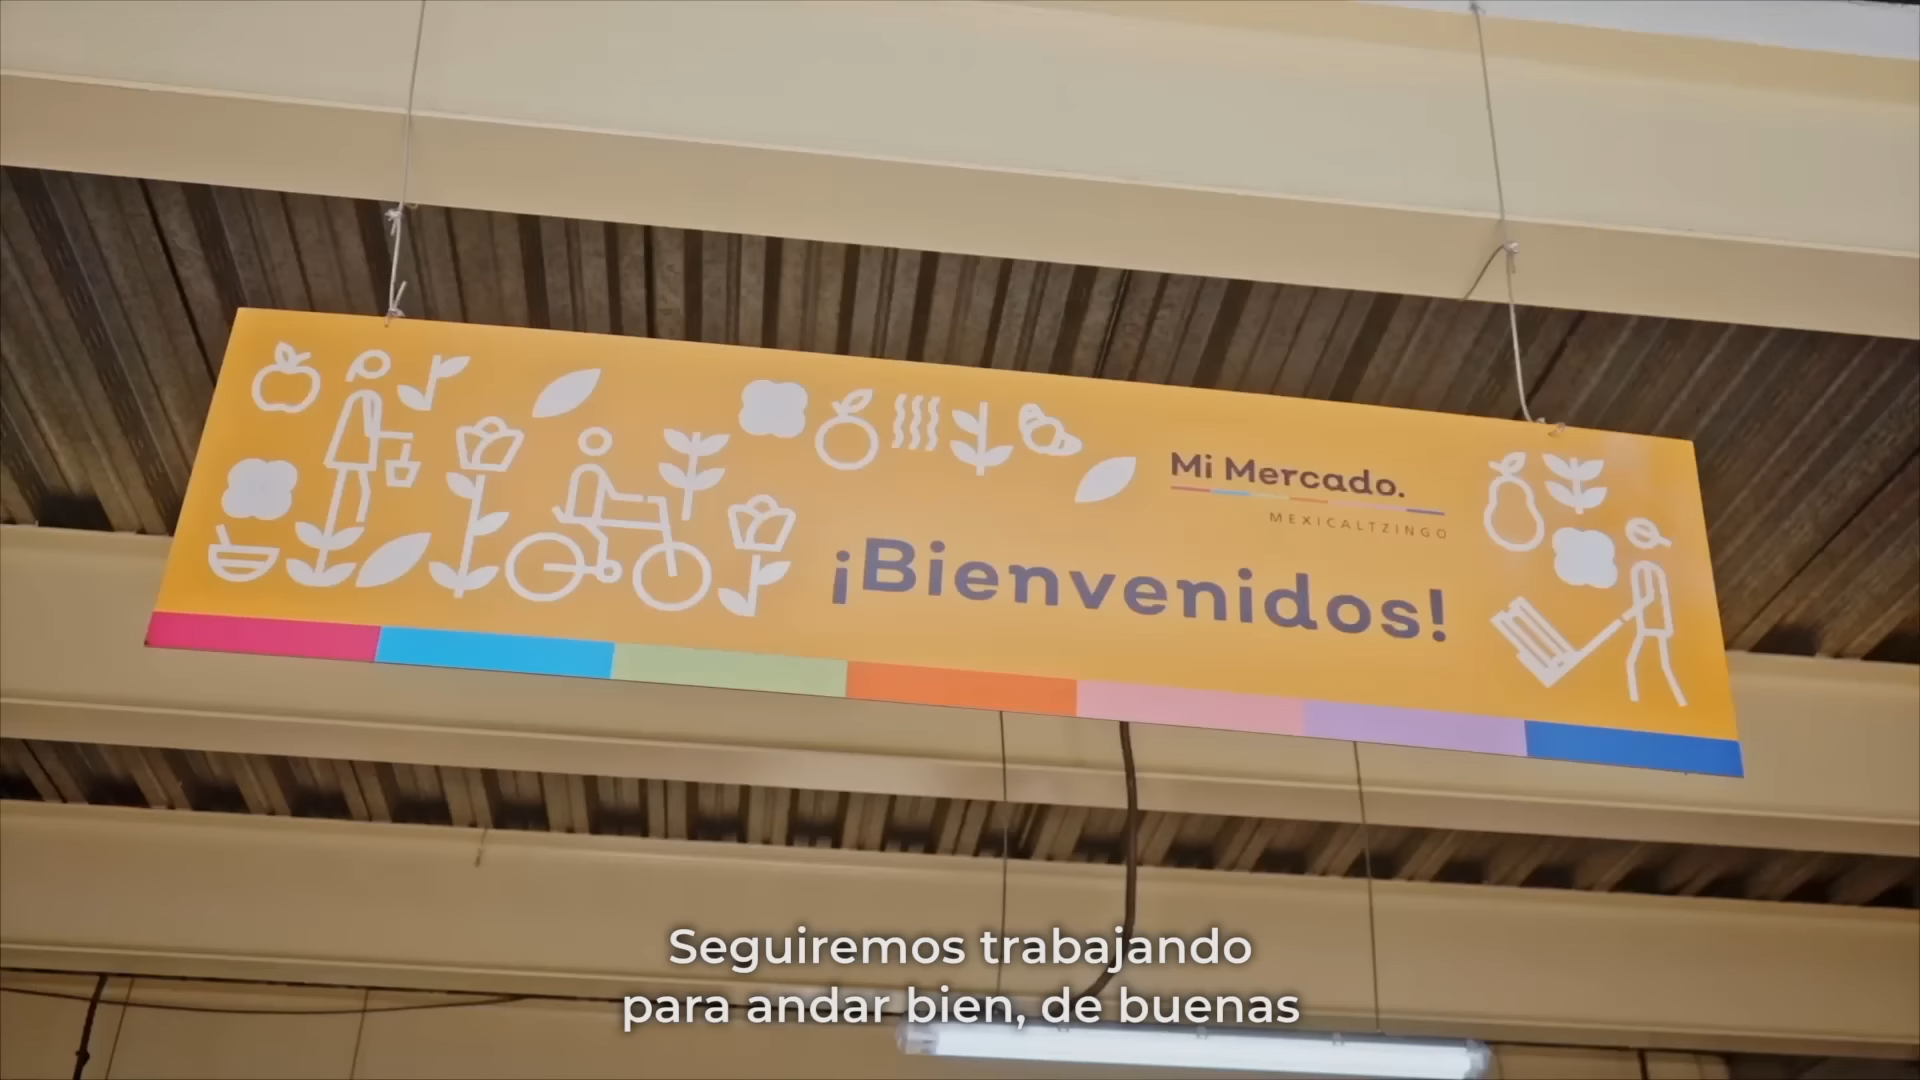 Mi Mercado.
MEXICALTZINGO
¡Bienvenidos!
Seguiremos trabajando
para andar bien, de buenas